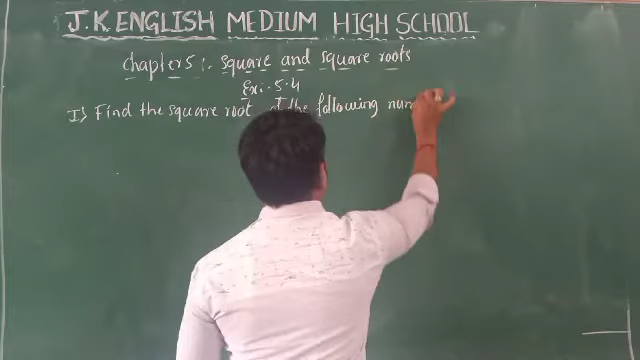 J.K ENGLISH MEDIUM HIGH SCHOOL
Chapter 5 :. square and square roots
Ex: - 5.4
I) Find the square root of the following num